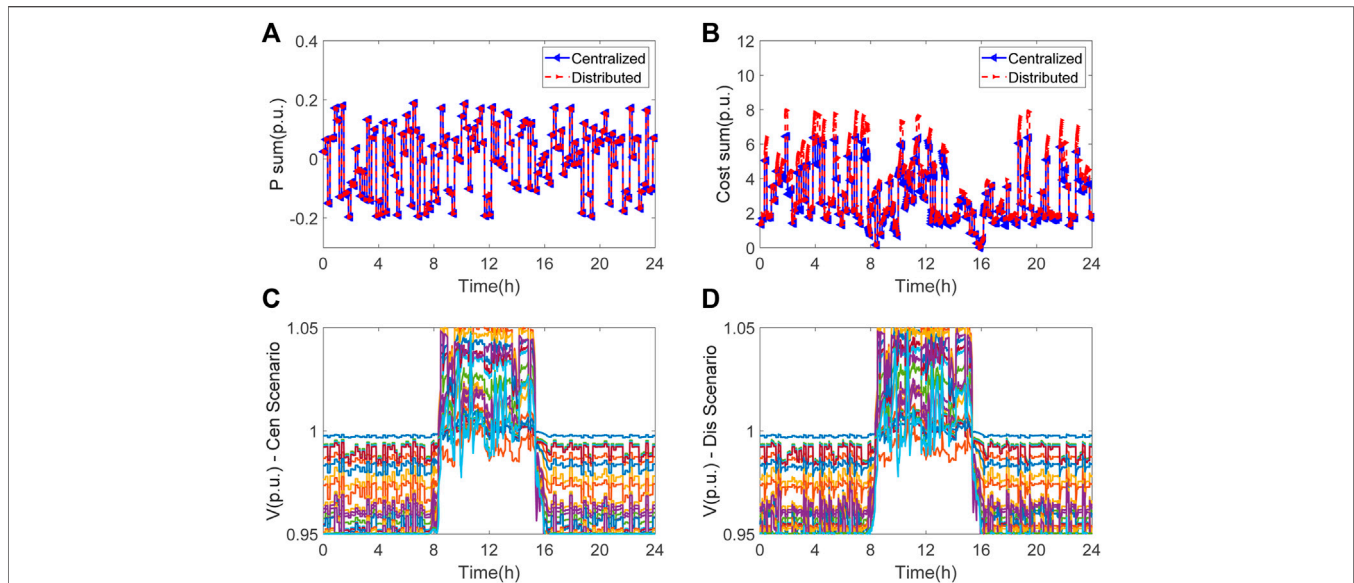 A
P sum(p.u.)
0.4
0.2
0
-0.2
Centralized
Distributed
0 4 8 12 16 20 24
Time(h)
B
Cost sum(p.u.)
12
10
8
6
4
2
0
Centralized
Distributed
0 4 8 12 16 20 24
Time(h)
C
V(p.u.) - Cen Scenario
1.05
1
0.95
0 4 8 12 16 20 24
Time(h)
D
V(p.u.) - Dis Scenario
1.05
1
0.95
0 4 8 12 16 20 24
Time(h)